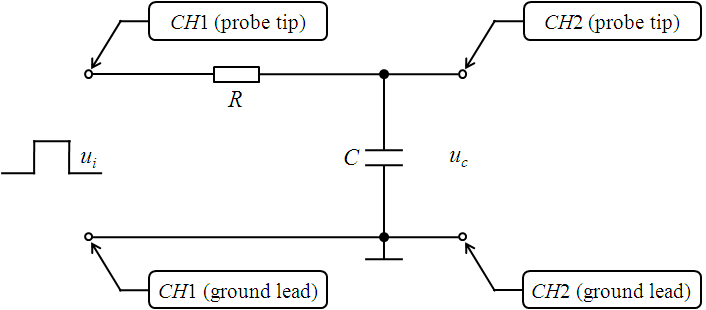 CH1 (probe tip)
CH2 (probe tip)
R
u_i
C
u_c
CH1 (ground lead)
CH2 (ground lead)